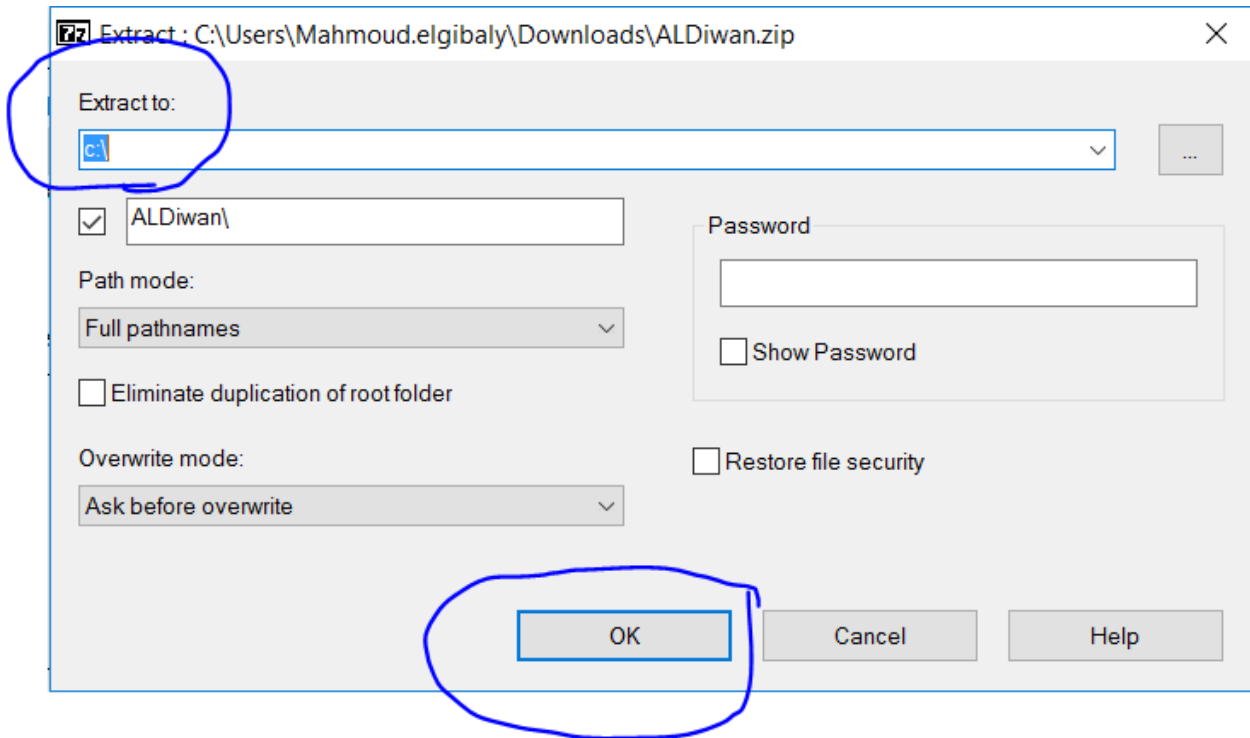 Extract : C:\Users\Mahmoud.elgibaly\Downloads\ALDiwan.zip
Extract to:
c:\
...
ALDiwan\
Path mode:
Full pathnames
Eliminate duplication of root folder
Overwrite mode:
Ask before overwrite
Password
Show Password
Restore file security
OK Cancel Help